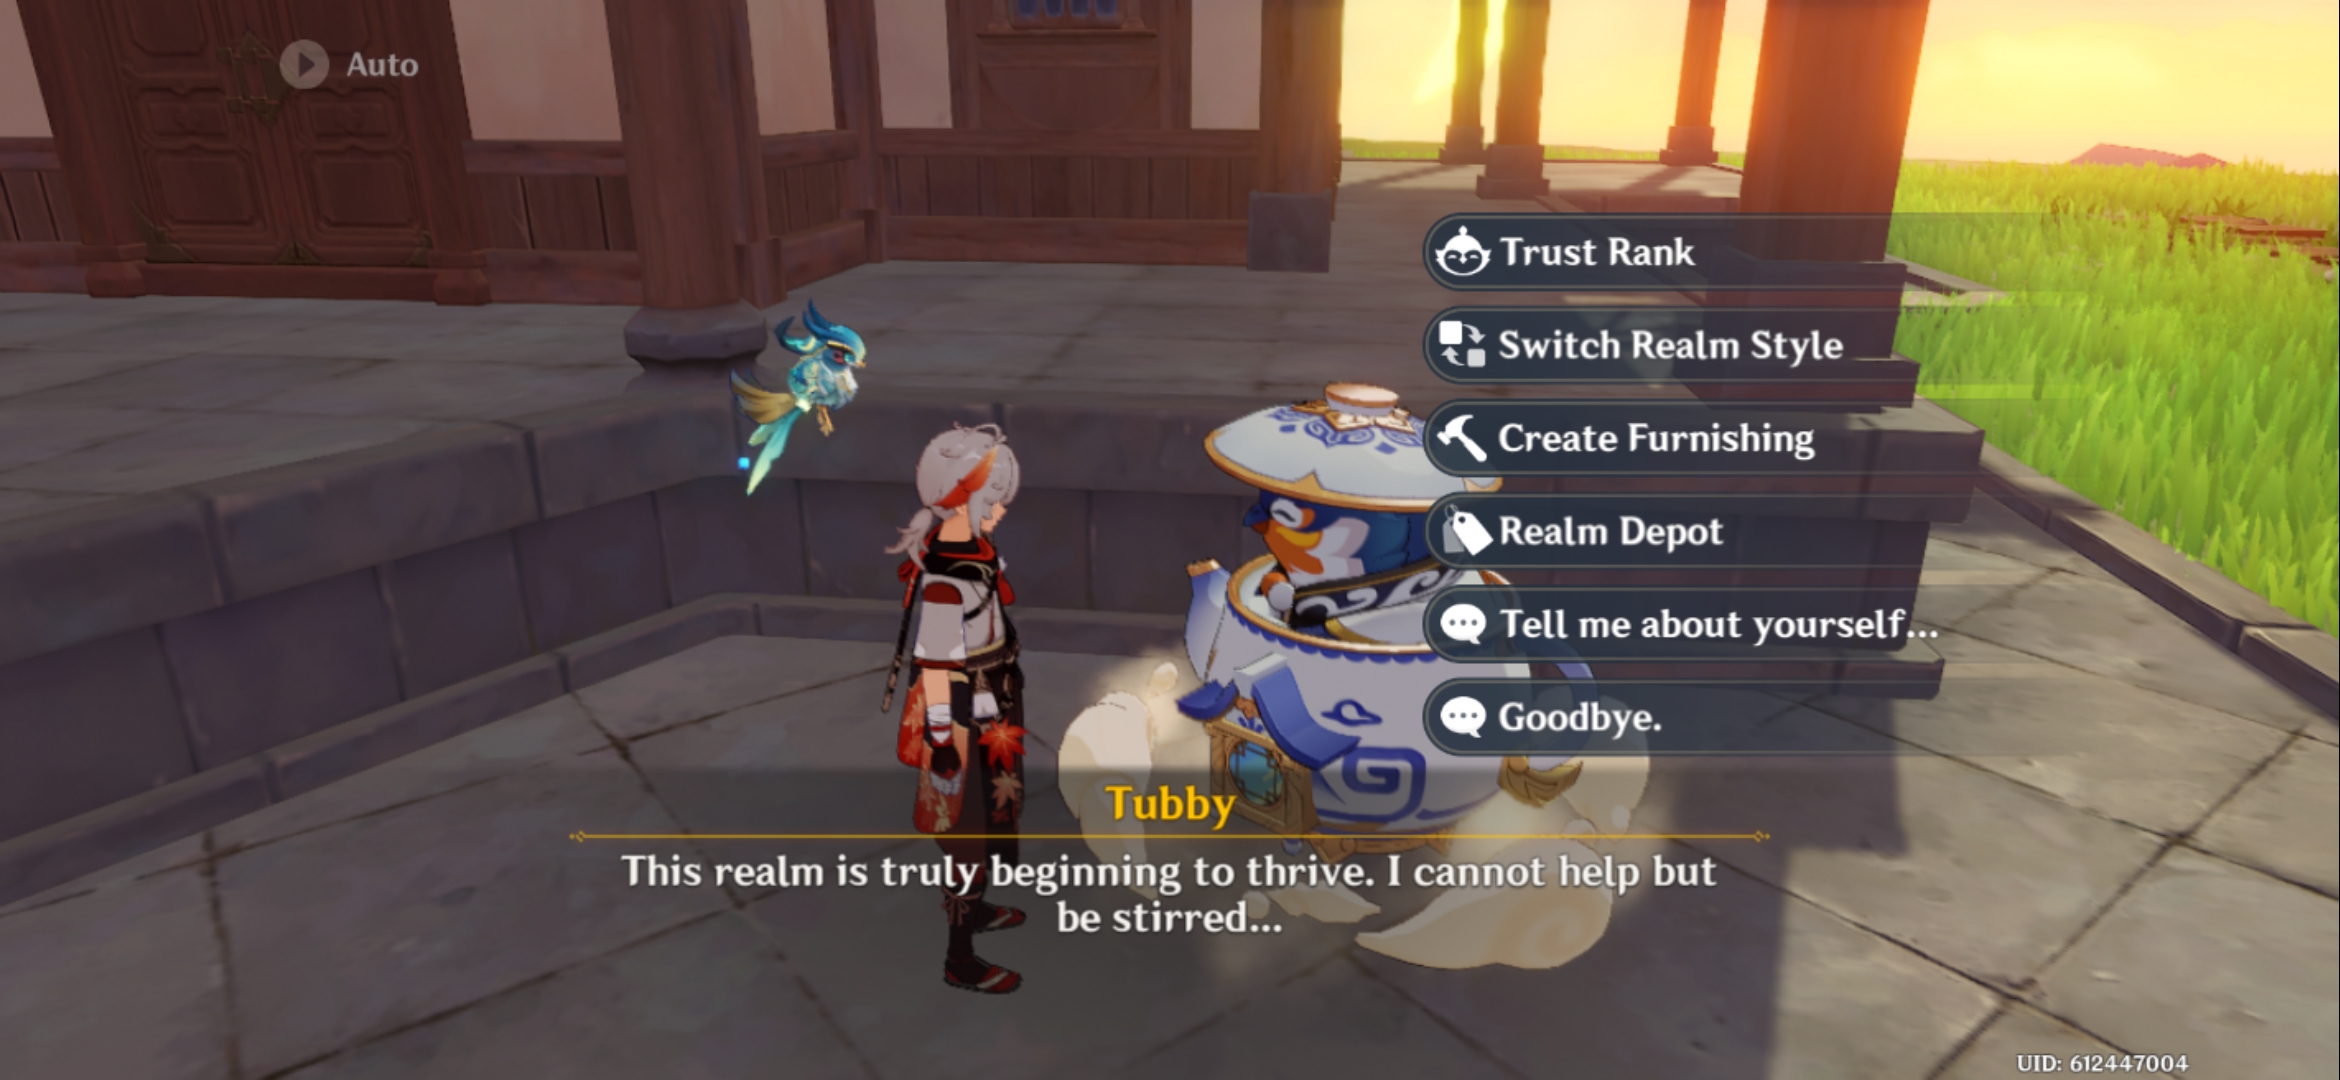 Auto
Trust Rank
Switch Realm Style
Create Furnishing
Realm Depot
Tell me about yourself...
Goodbye.
Tubby
This realm is truly beginning to thrive. I cannot help but
be stirred...
UID: 612447004